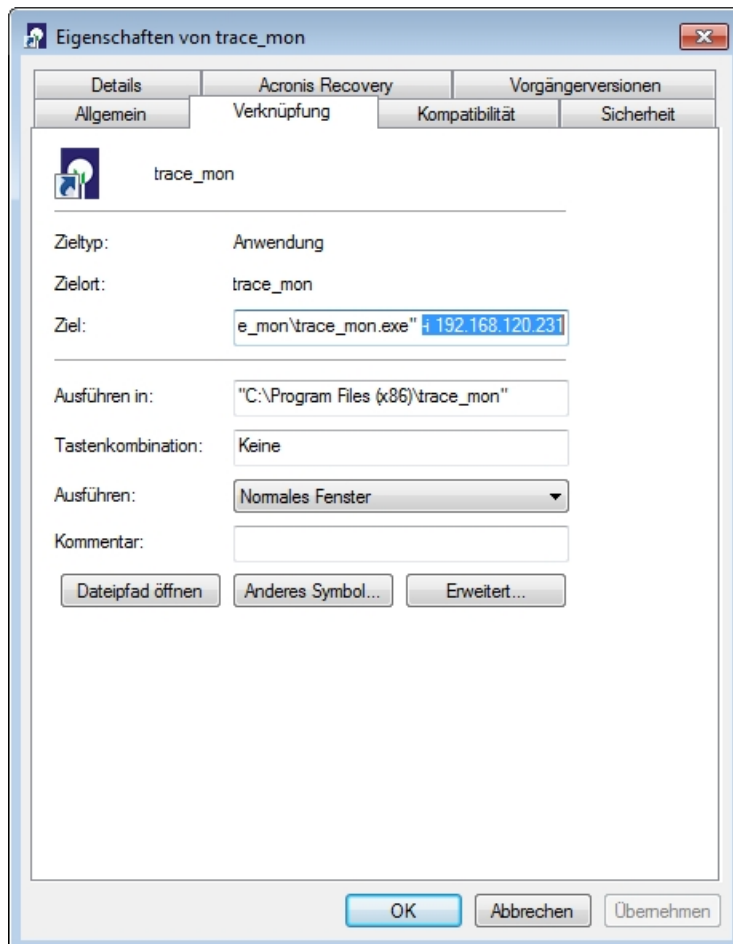 Eigenschaften von trace_mon
Details Acronis Recovery Vorgängerversionen
Allgemein Verknüpfung Kompatibilität Sicherheit
trace_mon
Zieltyp: Anwendung
Zielort: trace_mon
Ziel: e_mon\trace_mon.exe" -i 192.168.120.231
Ausführen in: "C:\Program Files (x86)\trace_mon"
Tastenkombination: Keine
Ausführen: Normales Fenster
Kommentar:
Dateipfad öffnen Anderes Symbol... Erweitert...
OK Abbrechen Übernehmen